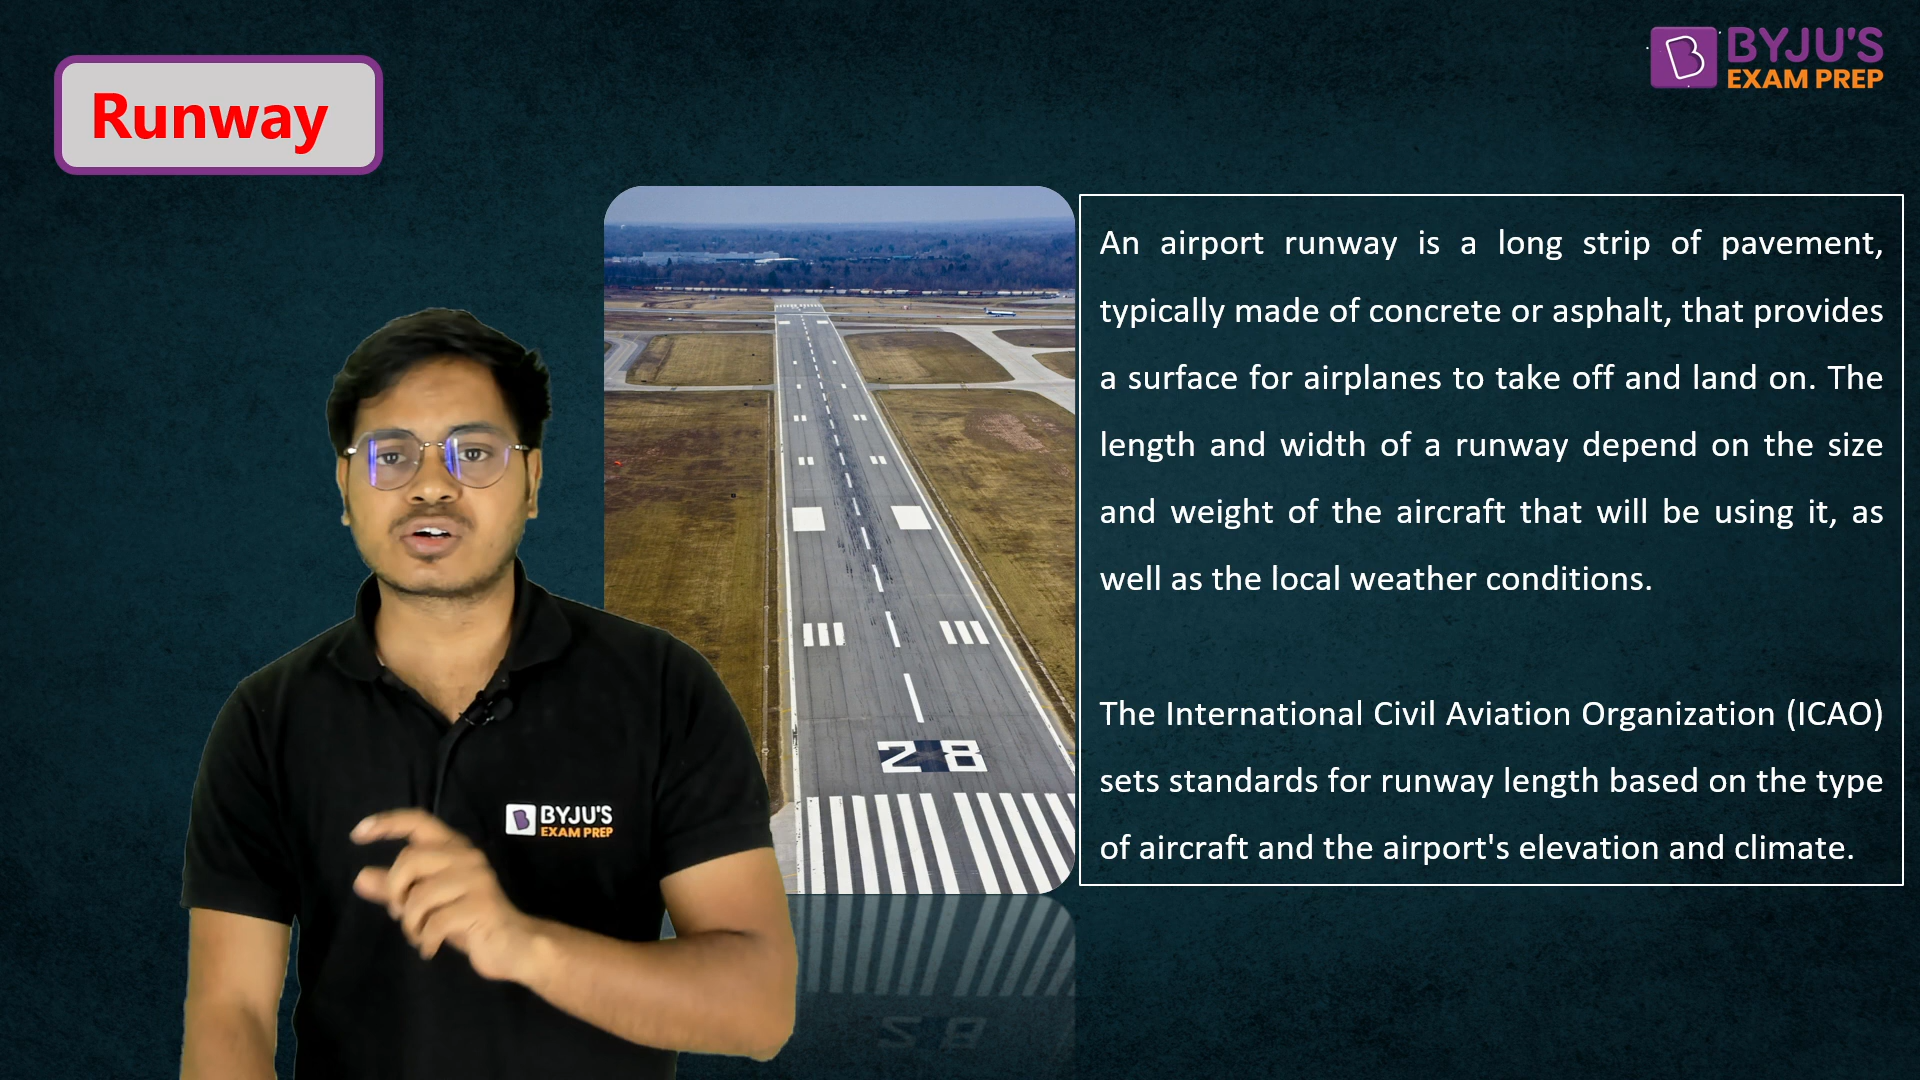 Runway
BYJU'S
EXAM PREP
An airport runway is a long strip of pavement,
typically made of concrete or asphalt, that provides
a surface for airplanes to take off and land on. The
length and width of a runway depend on the size
and weight of the aircraft that will be using it, as
well as the local weather conditions.
The International Civil Aviation Organization (ICAO)
sets standards for runway length based on the type
of aircraft and the airport's elevation and climate.
28
BYJU'S
EXAM PREP